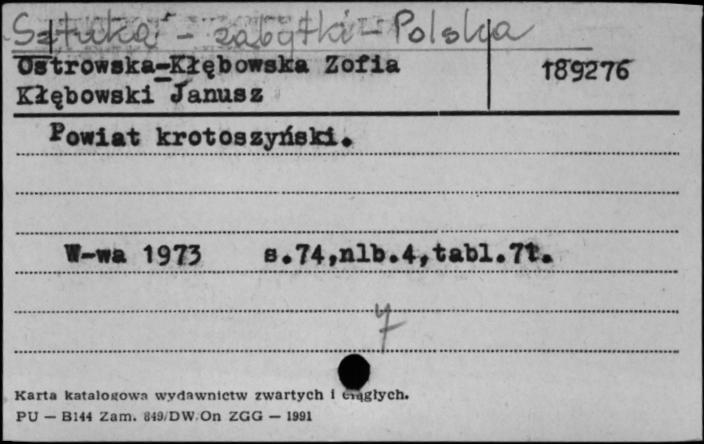 Sztuka - zabytki - Polska
Ostrowska-Kłębowska Zofia
189276
Kłębowski Janusz
Powiat krotoszyński.
W-wa 1973 s.74,nlb.4,tabl.71.
7
Karta katalogowa wydawnictw zwartych i ciągłych.
PU — B144 Zam. 849/DW/On ZGG — 1991